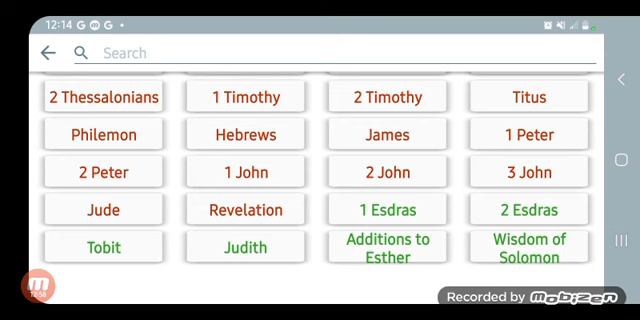 12:14 G m G •
Search
2 Thessalonians
1 Timothy
2 Timothy
Titus
Philemon
Hebrews
James
1 Peter
2 Peter
1 John
2 John
3 John
Jude
Revelation
1 Esdras
2 Esdras
Tobit
Judith
Additions to
Esther
Wisdom of
Solomon
12:58
Recorded by mobizen